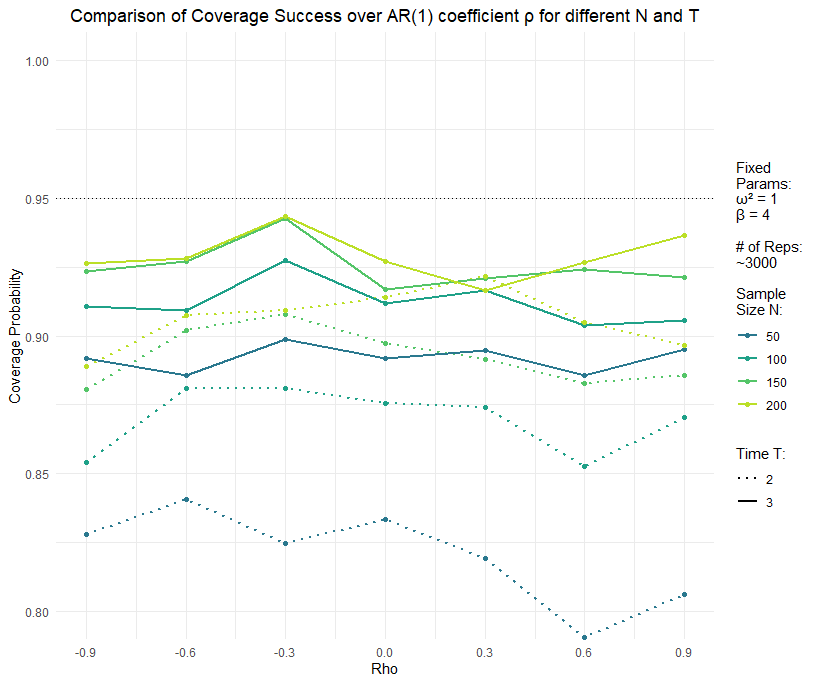 Comparison of Coverage Success over AR(1) coefficient ρ for different N and T
1.00
0.95
0.90
0.85
0.80
Coverage Probability
-0.9 -0.6 -0.3 0.0 0.3 0.6 0.9
Rho
Fixed
Params:
ω² = 1
β = 4
# of Reps:
~3000
Sample
Size N:
50
100
150
200
Time T:
2
3